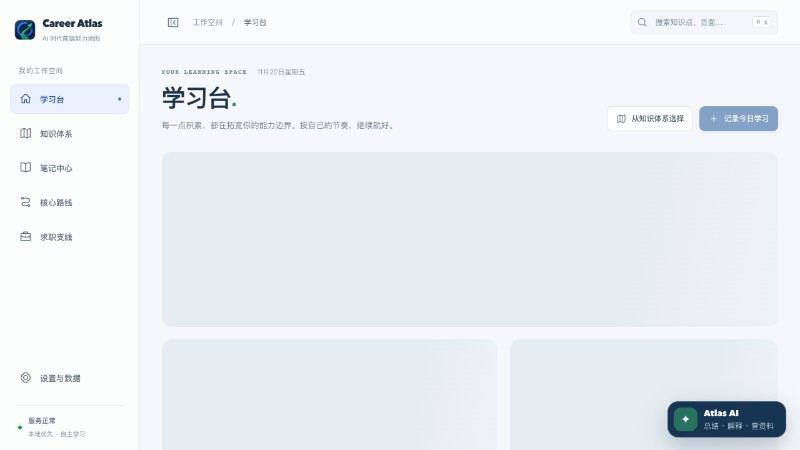 Career Atlas
AI 时代前端能力地图
我的工作空间
学习台
知识体系
笔记中心
核心路线
求职支线
设置与数据
服务正常
本地优先 · 自主学习
工作空间 / 学习台
搜索知识点、页面...
YOUR LEARNING SPACE 11月20日星期五
学习台.
每一点积累，都在拓宽你的能力边界。按自己的节奏，继续就好。
从知识体系选择
+ 记录今日学习
Atlas AI
总结 · 解释 · 查资料